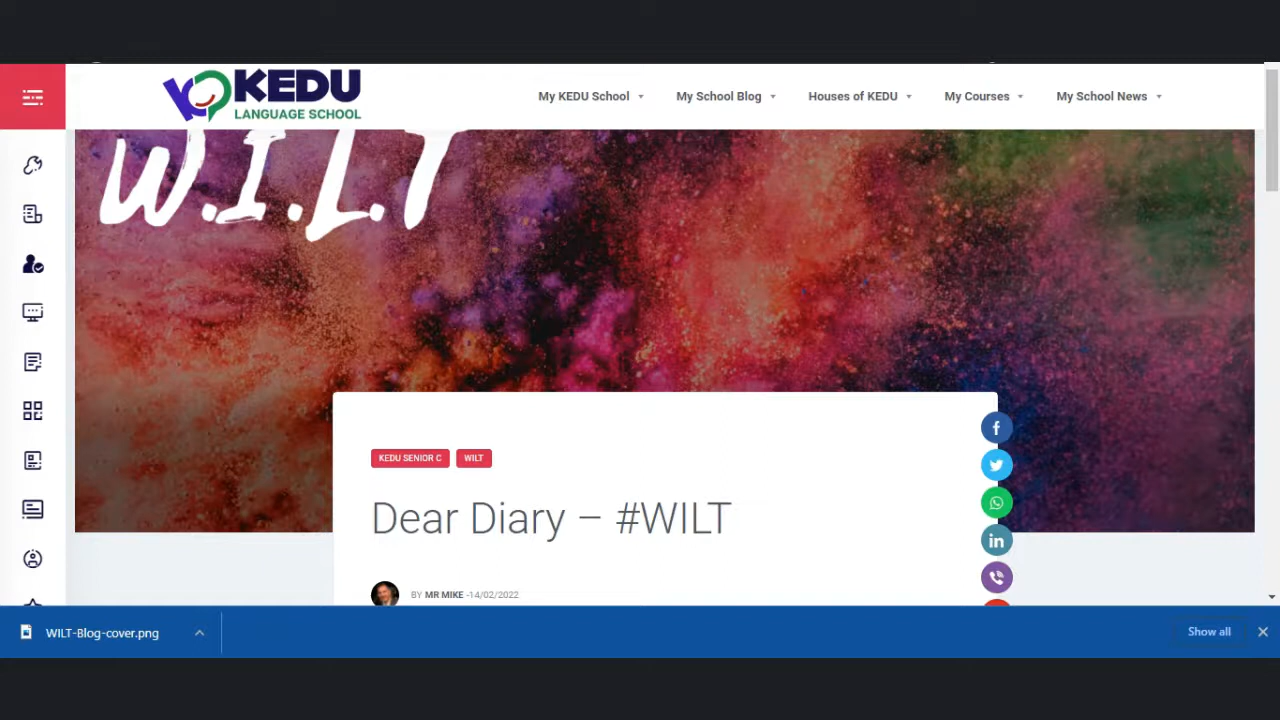 KEDU
LANGUAGE SCHOOL
My KEDU School My School Blog Houses of KEDU My Courses My School News
W.I.L.T
KEDU SENIOR C WILT
Dear Diary – #WILT
BY MR MIKE -14/02/2022
WILT-Blog-cover.png
Show all